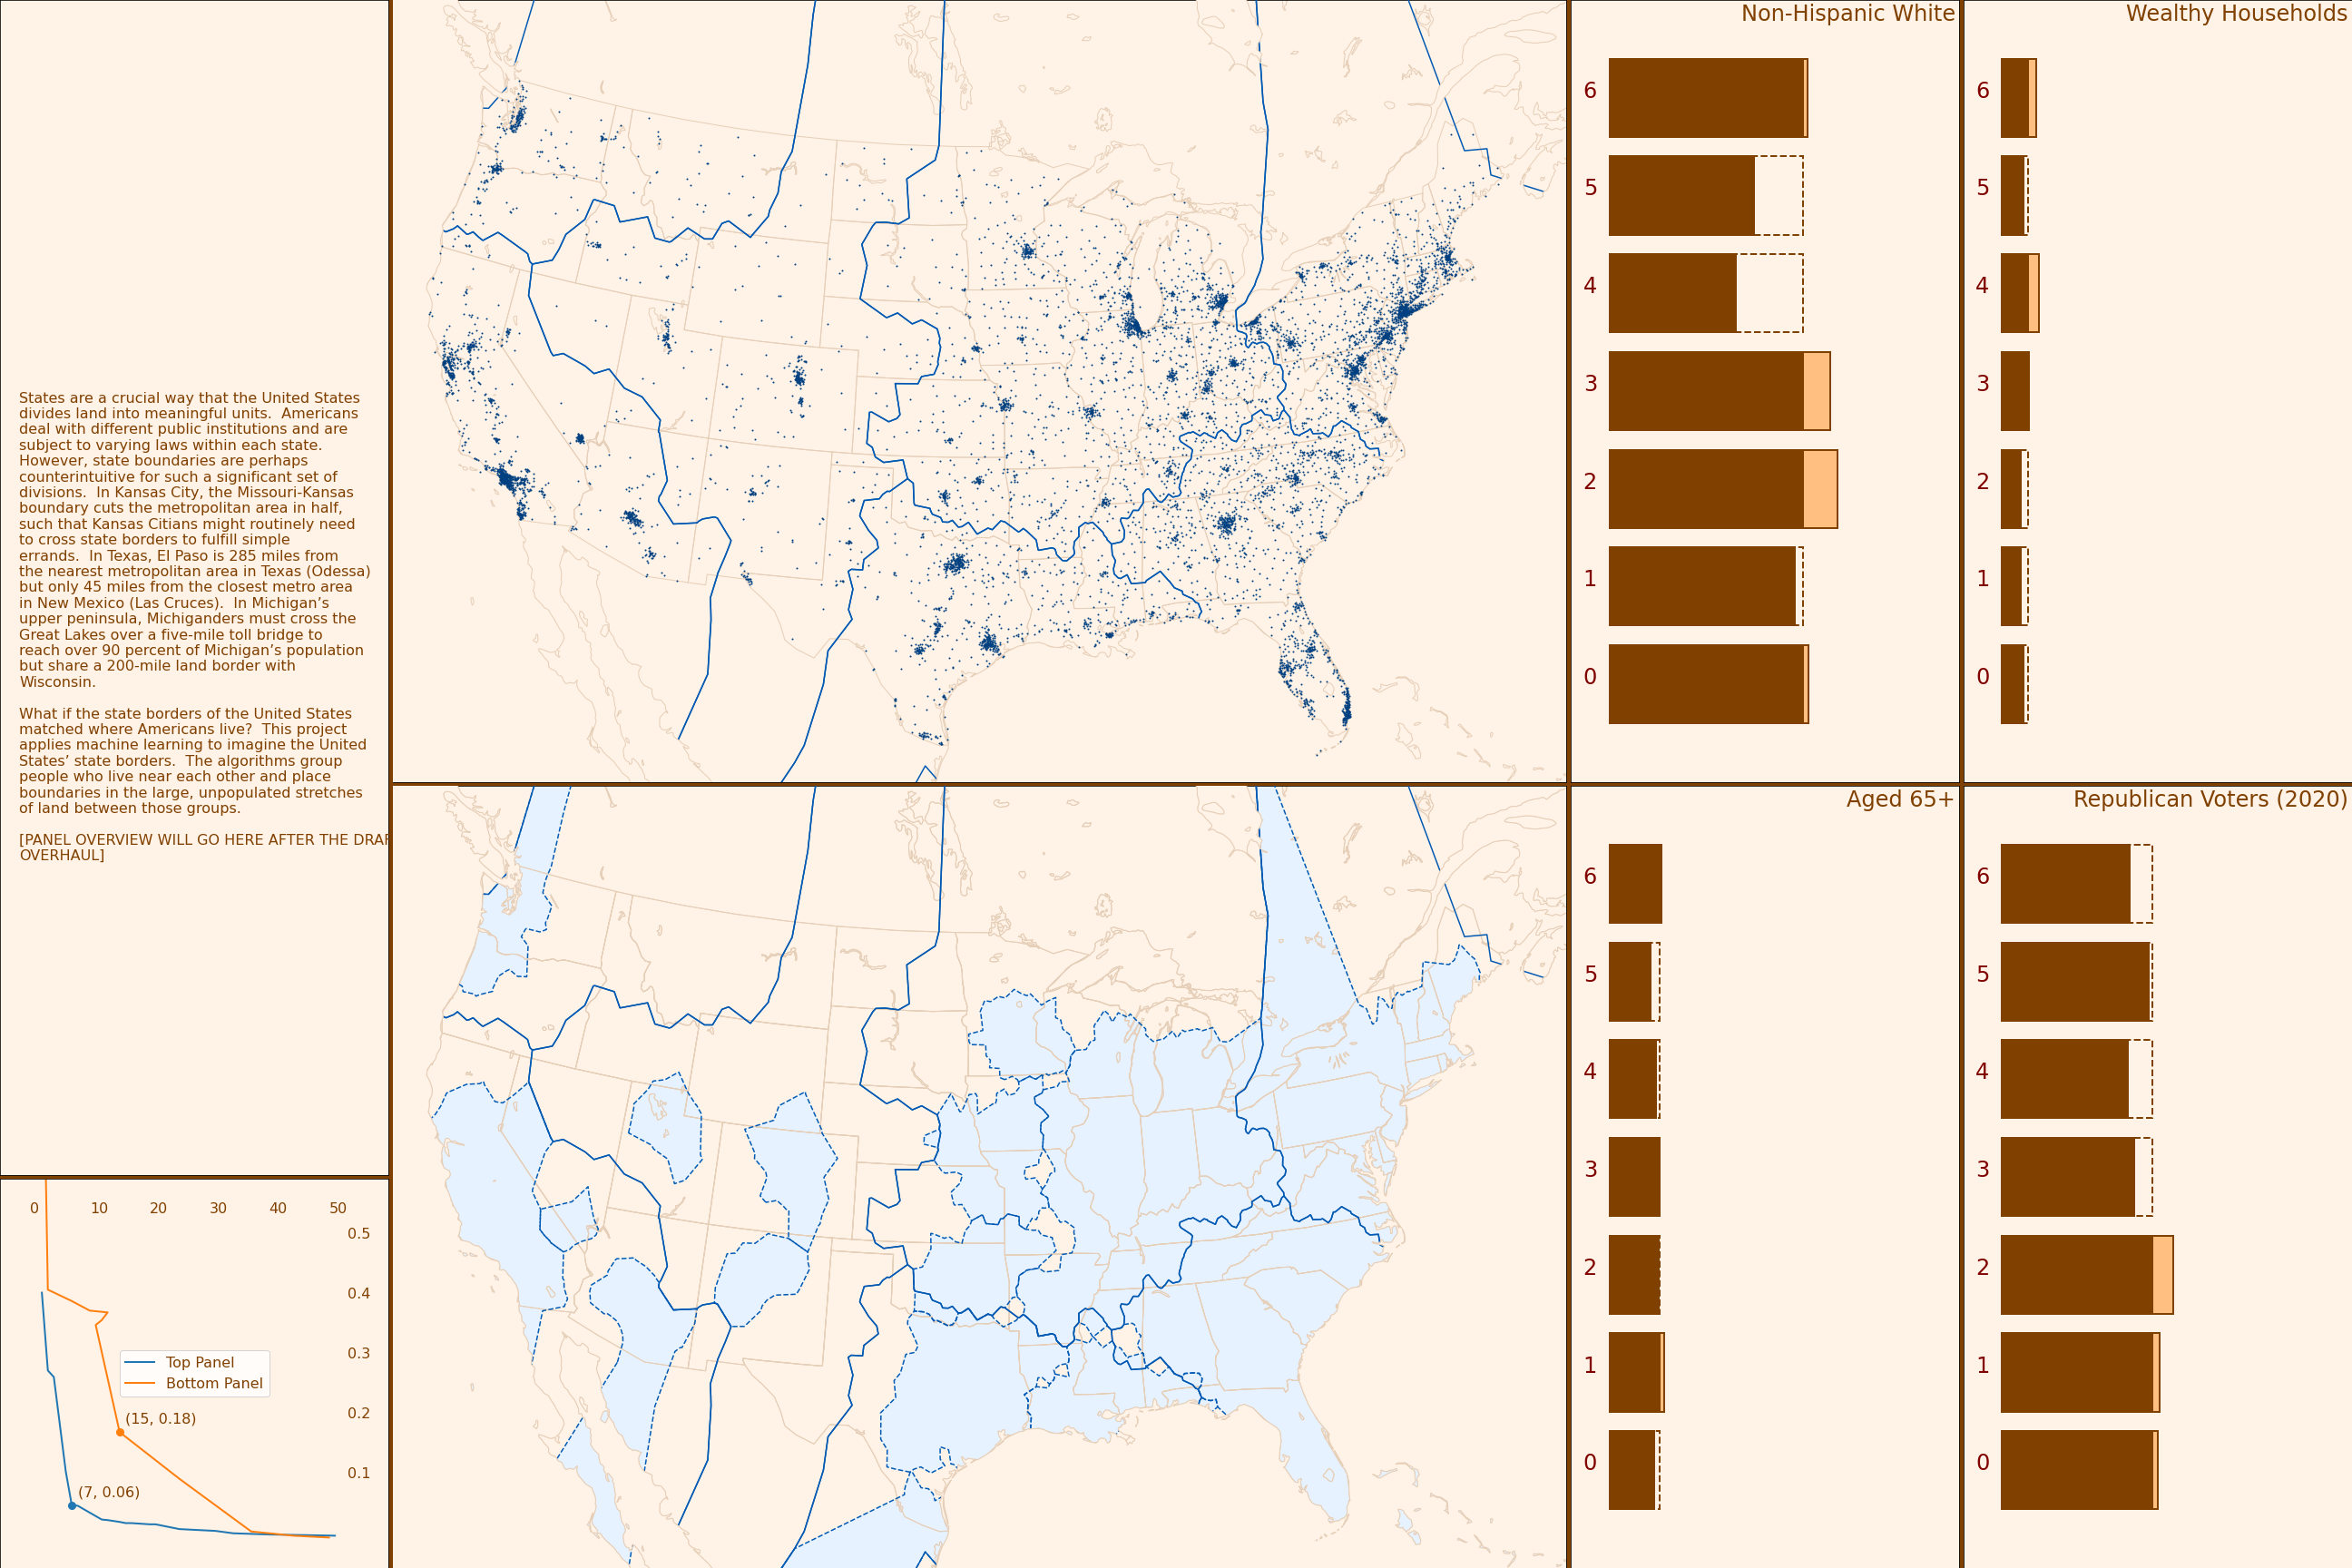 States are a crucial way that the United States
divides land into meaningful units.  Americans
deal with different public institutions and are
subject to varying laws within each state.
However, state boundaries are perhaps
counterintuitive for such a significant set of
divisions.  In Kansas City, the Missouri-Kansas
boundary cuts the metropolitan area in half,
such that Kansas Citians might routinely need
to cross state borders to fulfill simple
errands.  In Texas, El Paso is 285 miles from
the nearest metropolitan area in Texas (Odessa)
but only 45 miles from the closest metro area
in New Mexico (Las Cruces).  In Michigan’s
upper peninsula, Michiganders must cross the
Great Lakes over a five-mile toll bridge to
reach over 90 percent of Michigan’s population
but share a 200-mile land border with
Wisconsin.
What if the state borders of the United States
matched where Americans live?  This project
applies machine learning to imagine the United
States’ state borders.  The algorithms group
people who live near each other and place
boundaries in the large, unpopulated stretches
of land between those groups.
[PANEL OVERVIEW WILL GO HERE AFTER THE DRAF
OVERHAUL]
0 10 20 30 40 50
0.5
0.4
0.3
0.2
0.1
Top Panel
Bottom Panel
(15, 0.18)
(7, 0.06)
Non-Hispanic White
6
5
4
3
2
1
0
Wealthy Households
6
5
4
3
2
1
0
Aged 65+
6
5
4
3
2
1
0
Republican Voters (2020)
6
5
4
3
2
1
0